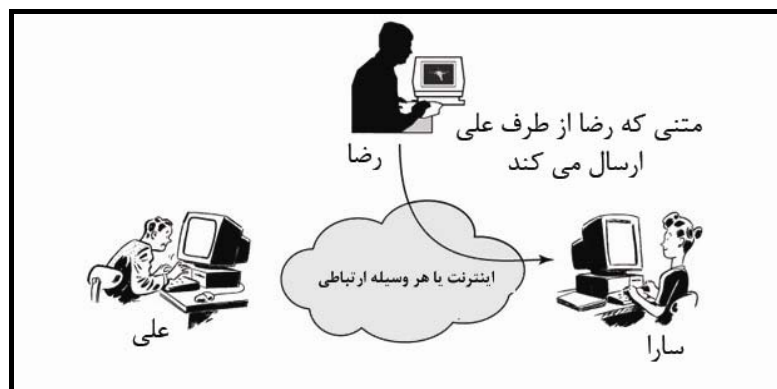 متنی که رضا از طرف علی
ارسال می کند
رضا
اینترنت یا هر وسیله ارتباطی
علی
سارا